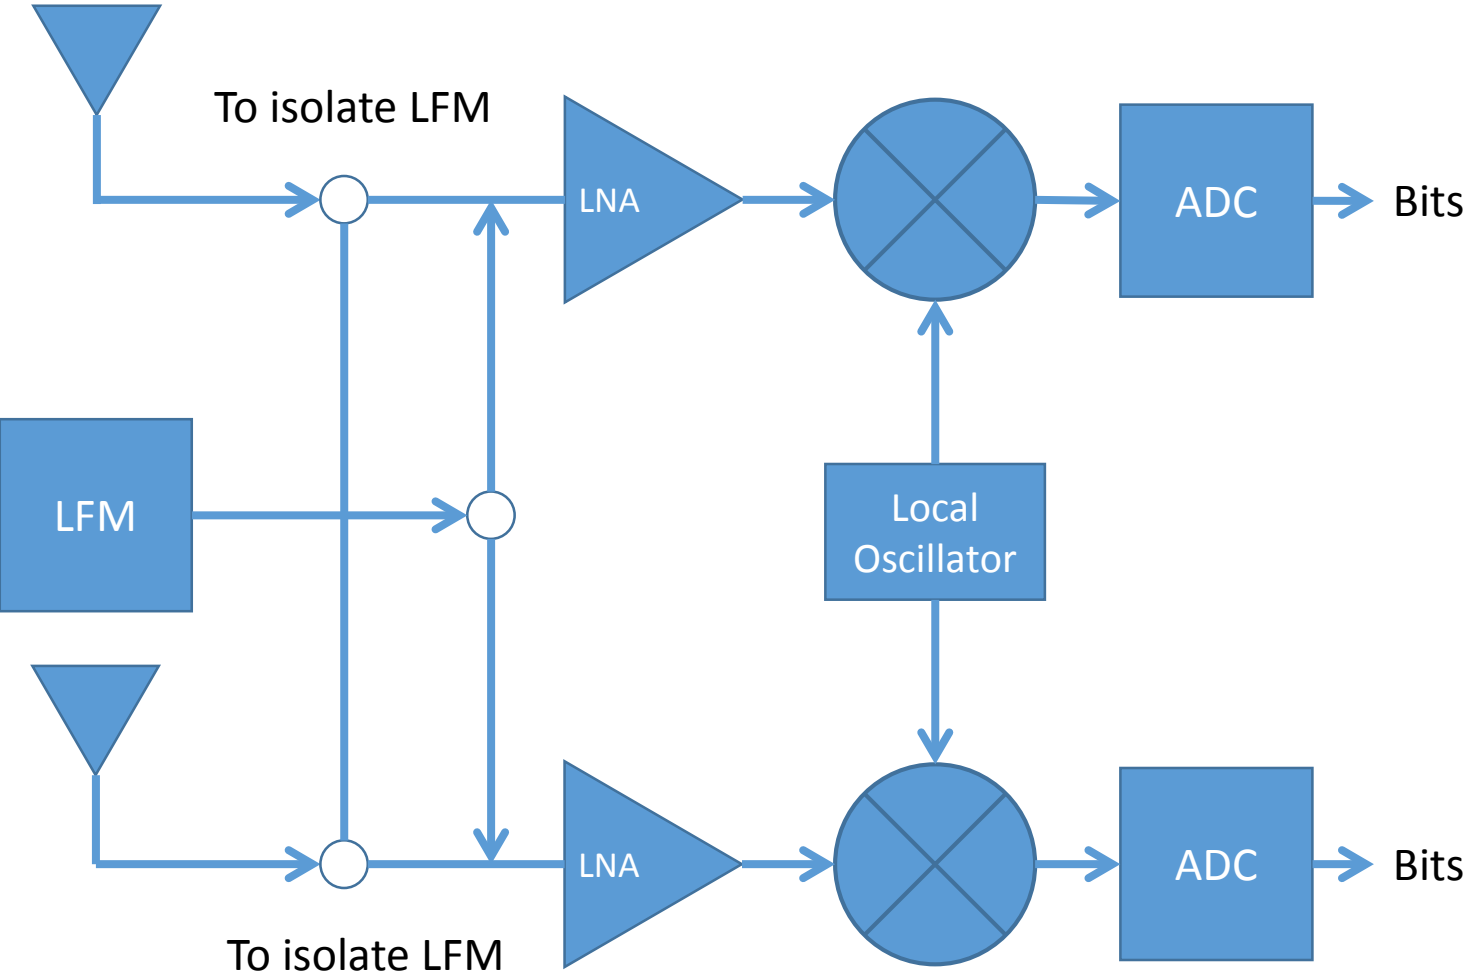 To isolate LFM
LNA
ADC
Bits
LFM
Local
Oscillator
LNA
ADC
Bits
To isolate LFM